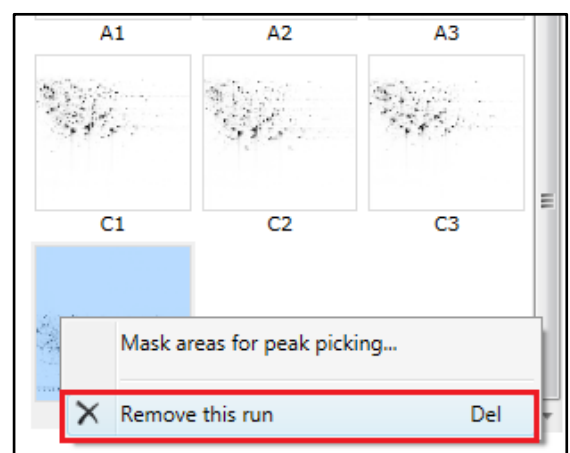 A1 A2 A3
C1 C2 C3
Mask areas for peak picking...
Remove this run Del